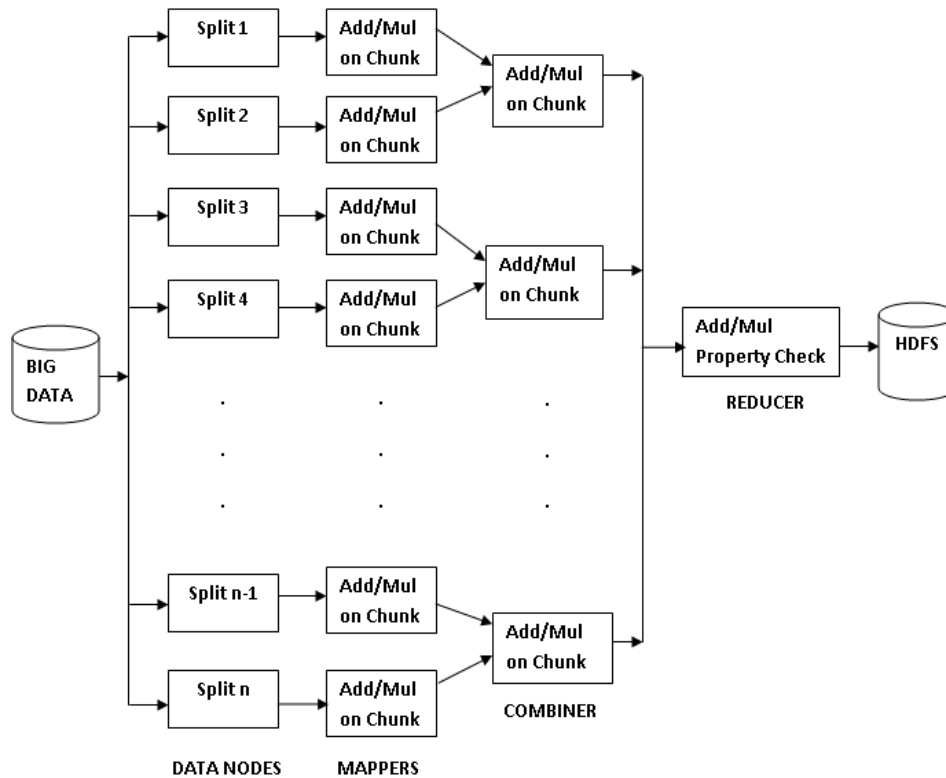 Split 1
Add/Mul
on Chunk
Add/Mul
on Chunk
Split 2
Add/Mul
on Chunk
Split 3
Add/Mul
on Chunk
Add/Mul
on Chunk
Split 4
Add/Mul
on Chunk
BIG
DATA
Add/Mul
Property Check
REDUCER
HDFS
Split n-1
Add/Mul
on Chunk
Add/Mul
on Chunk
COMBINER
Split n
Add/Mul
on Chunk
DATA NODES
MAPPERS